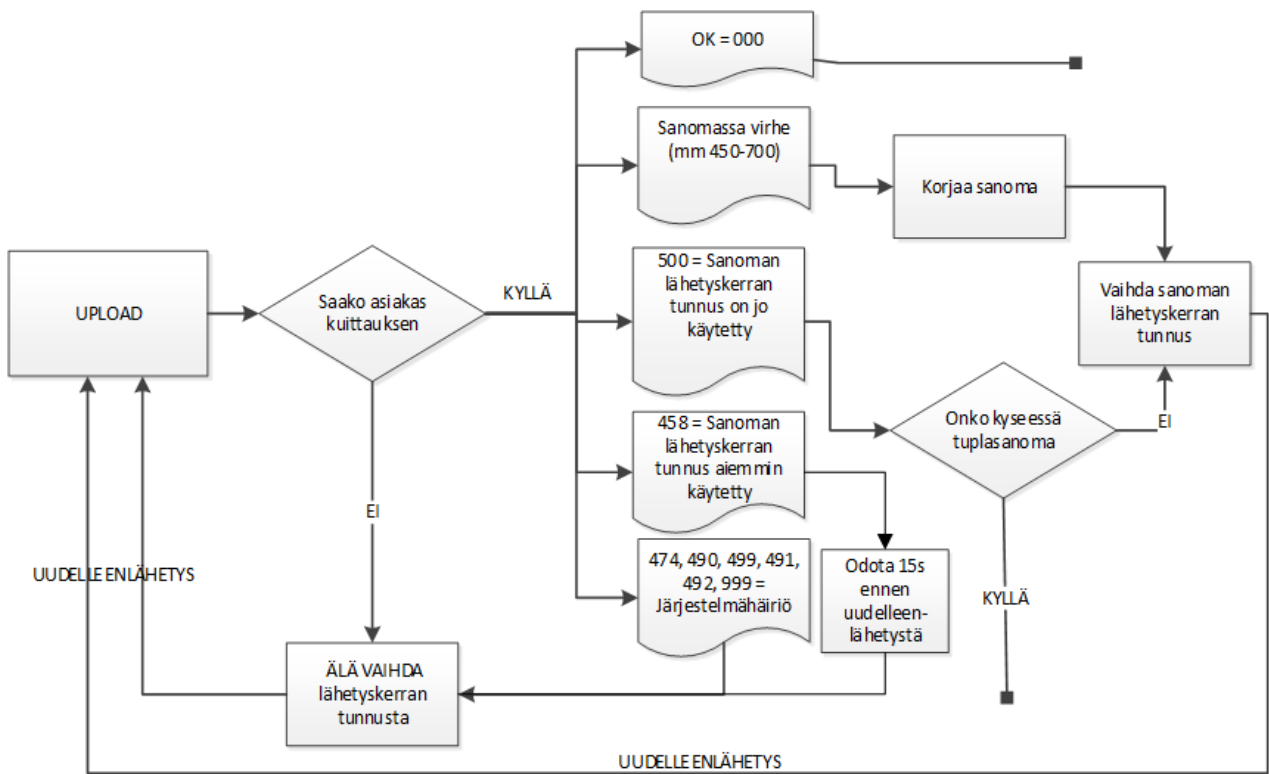 OK = 000
Sanomassa virhe
(mm 450-700)
Korjaa sanoma
UPLOAD
Saako asiakas
kuittauksen
KYLLÄ
500 = Sanoman
lähetyskerran
tunnus on jo
käytetty
Vaihda sanoman
lähetyskerran
tunnus
458 = Sanoman
lähetyskerran
tunnus aiemmin
käytetty
Onko kyseessä
tuplasanoma
EI
EI
474, 490, 499, 491,
492, 999 =
Järjestelmähäiriö
Odota 15s
ennen
uudelleen-
lähetystä
KYLLÄ
UUDELLEENLÄHETYS
ÄLÄ VAIHDA
lähetyskerran
tunnusta
UUDELLEENLÄHETYS